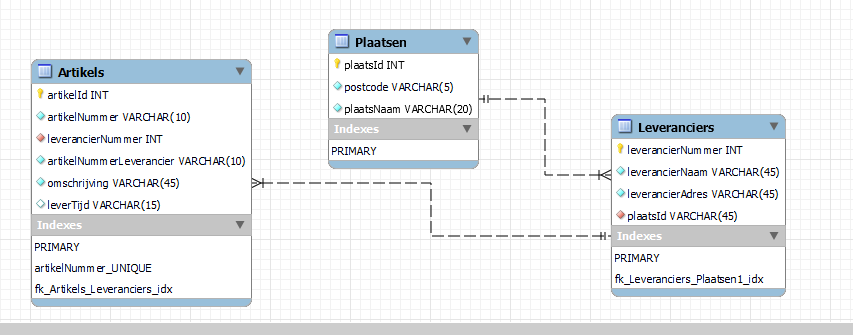 Artikels
artikelId INT
artikelNummer VARCHAR(10)
leverancierNummer INT
artikelNummerLeverancier VARCHAR(10)
omschrijving VARCHAR(45)
leverTijd VARCHAR(15)
Indexes
PRIMARY
artikelNummer_UNIQUE
fk_Artikels_Leveranciers_idx
Plaatsen
plaatsId INT
postcode VARCHAR(5)
plaatsNaam VARCHAR(20)
Indexes
PRIMARY
Leveranciers
leverancierNummer INT
leverancierNaam VARCHAR(45)
leverancierAdres VARCHAR(45)
plaatsId VARCHAR(45)
Indexes
PRIMARY
fk_Leveranciers_Plaatsen1_idx